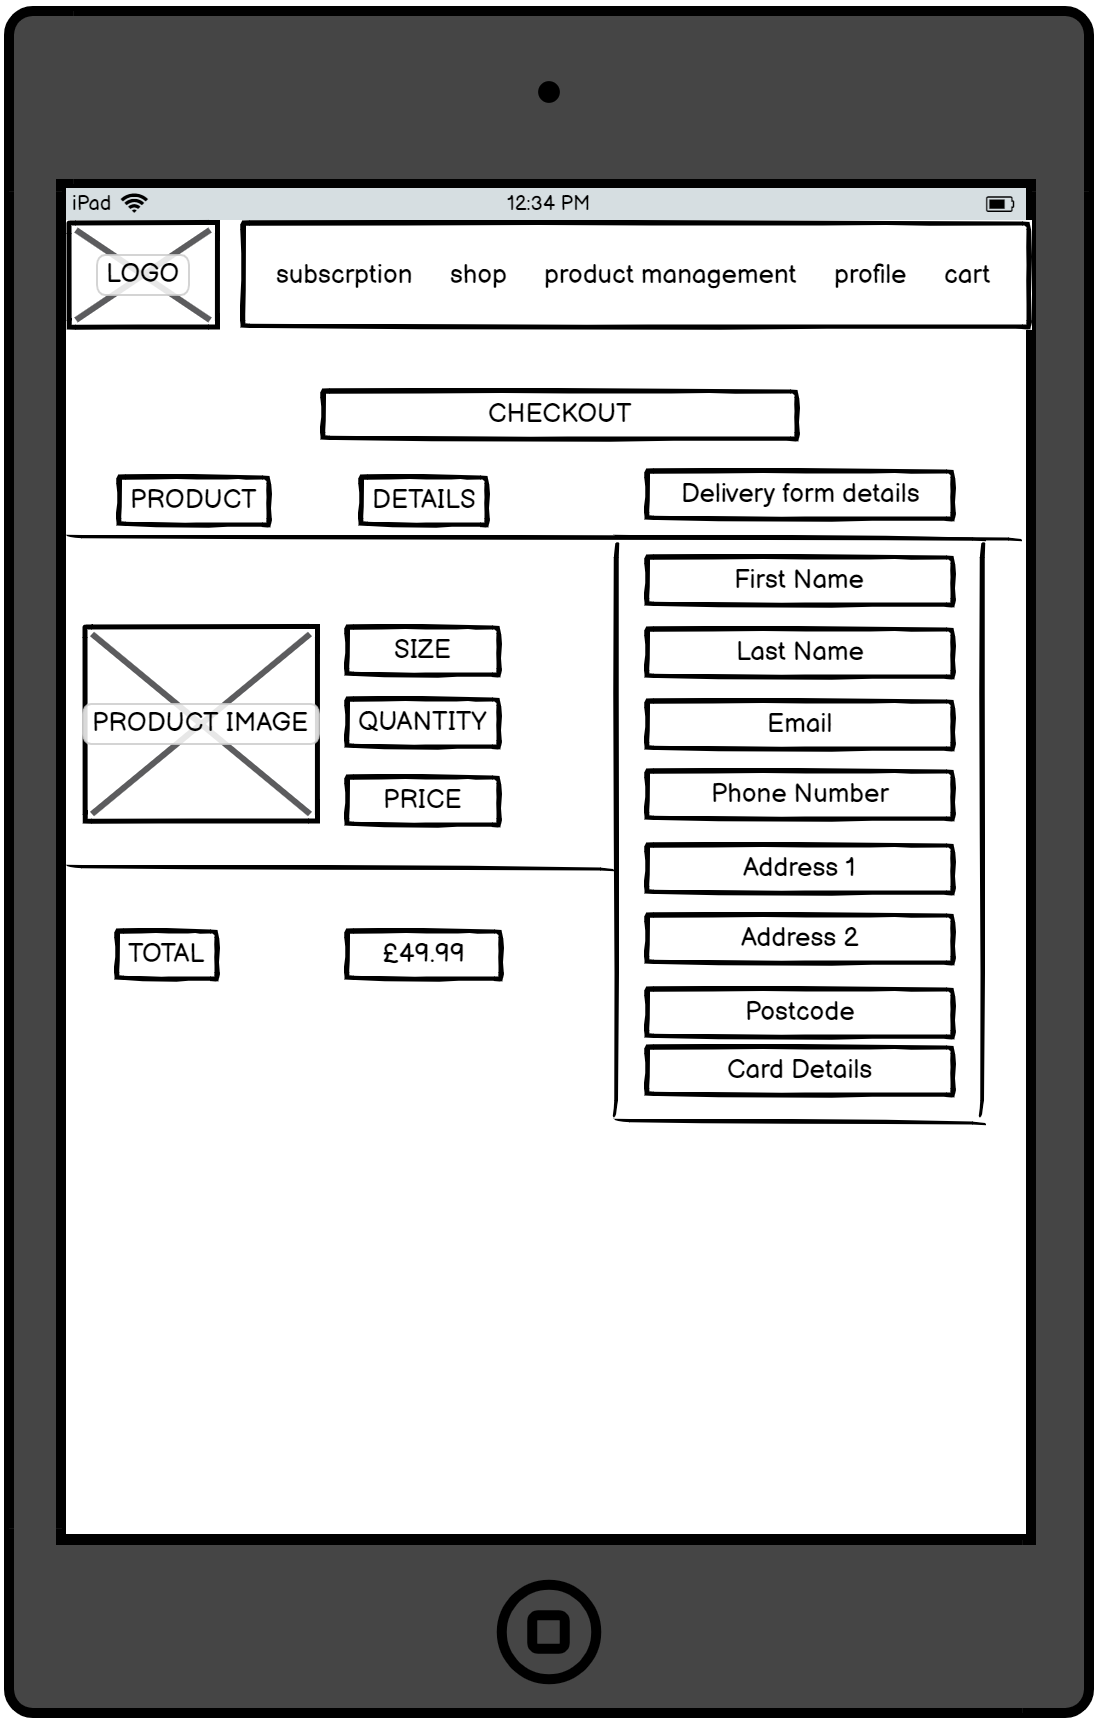 iPad 12:34 PM
LOGO
subscrption shop product management profile cart
CHECKOUT
PRODUCT DETAILS Delivery form details
First Name
Last Name
Email
Phone Number
Address 1
Address 2
Postcode
Card Details
PRODUCT IMAGE
SIZE
QUANTITY
PRICE
TOTAL £49.99